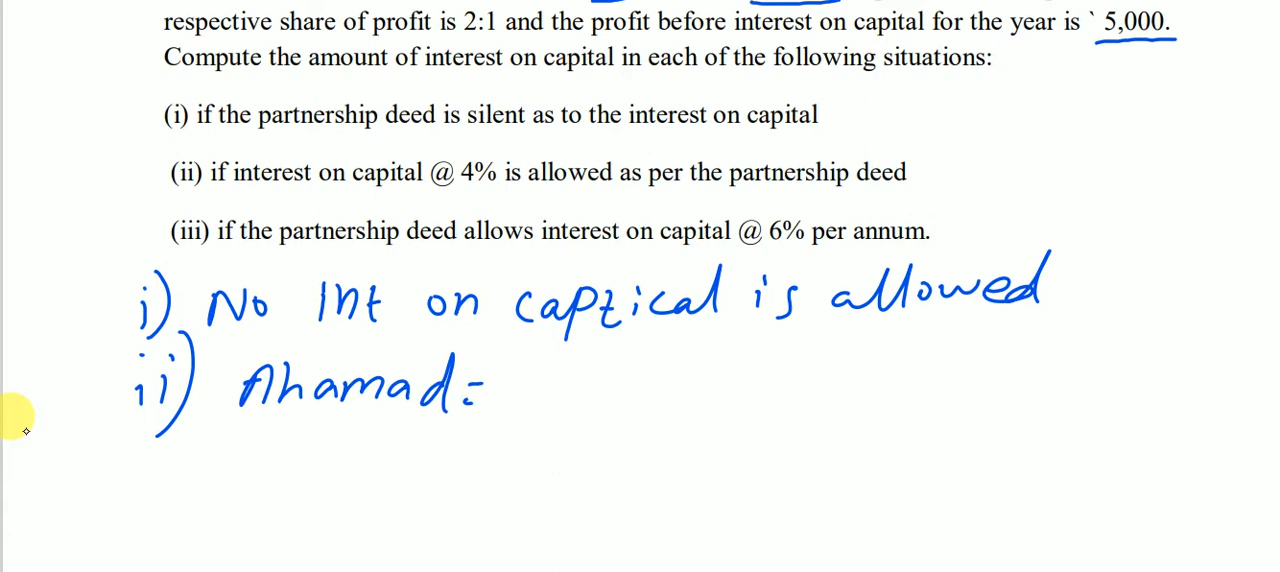 respective share of profit is 2:1 and the profit before interest on capital for the year is ` 5,000.
Compute the amount of interest on capital in each of the following situations:
(i) if the partnership deed is silent as to the interest on capital
(ii) if interest on capital @ 4% is allowed as per the partnership deed
(iii) if the partnership deed allows interest on capital @ 6% per annum.
i) No Int on captical is allowed
ii) Ahamad =